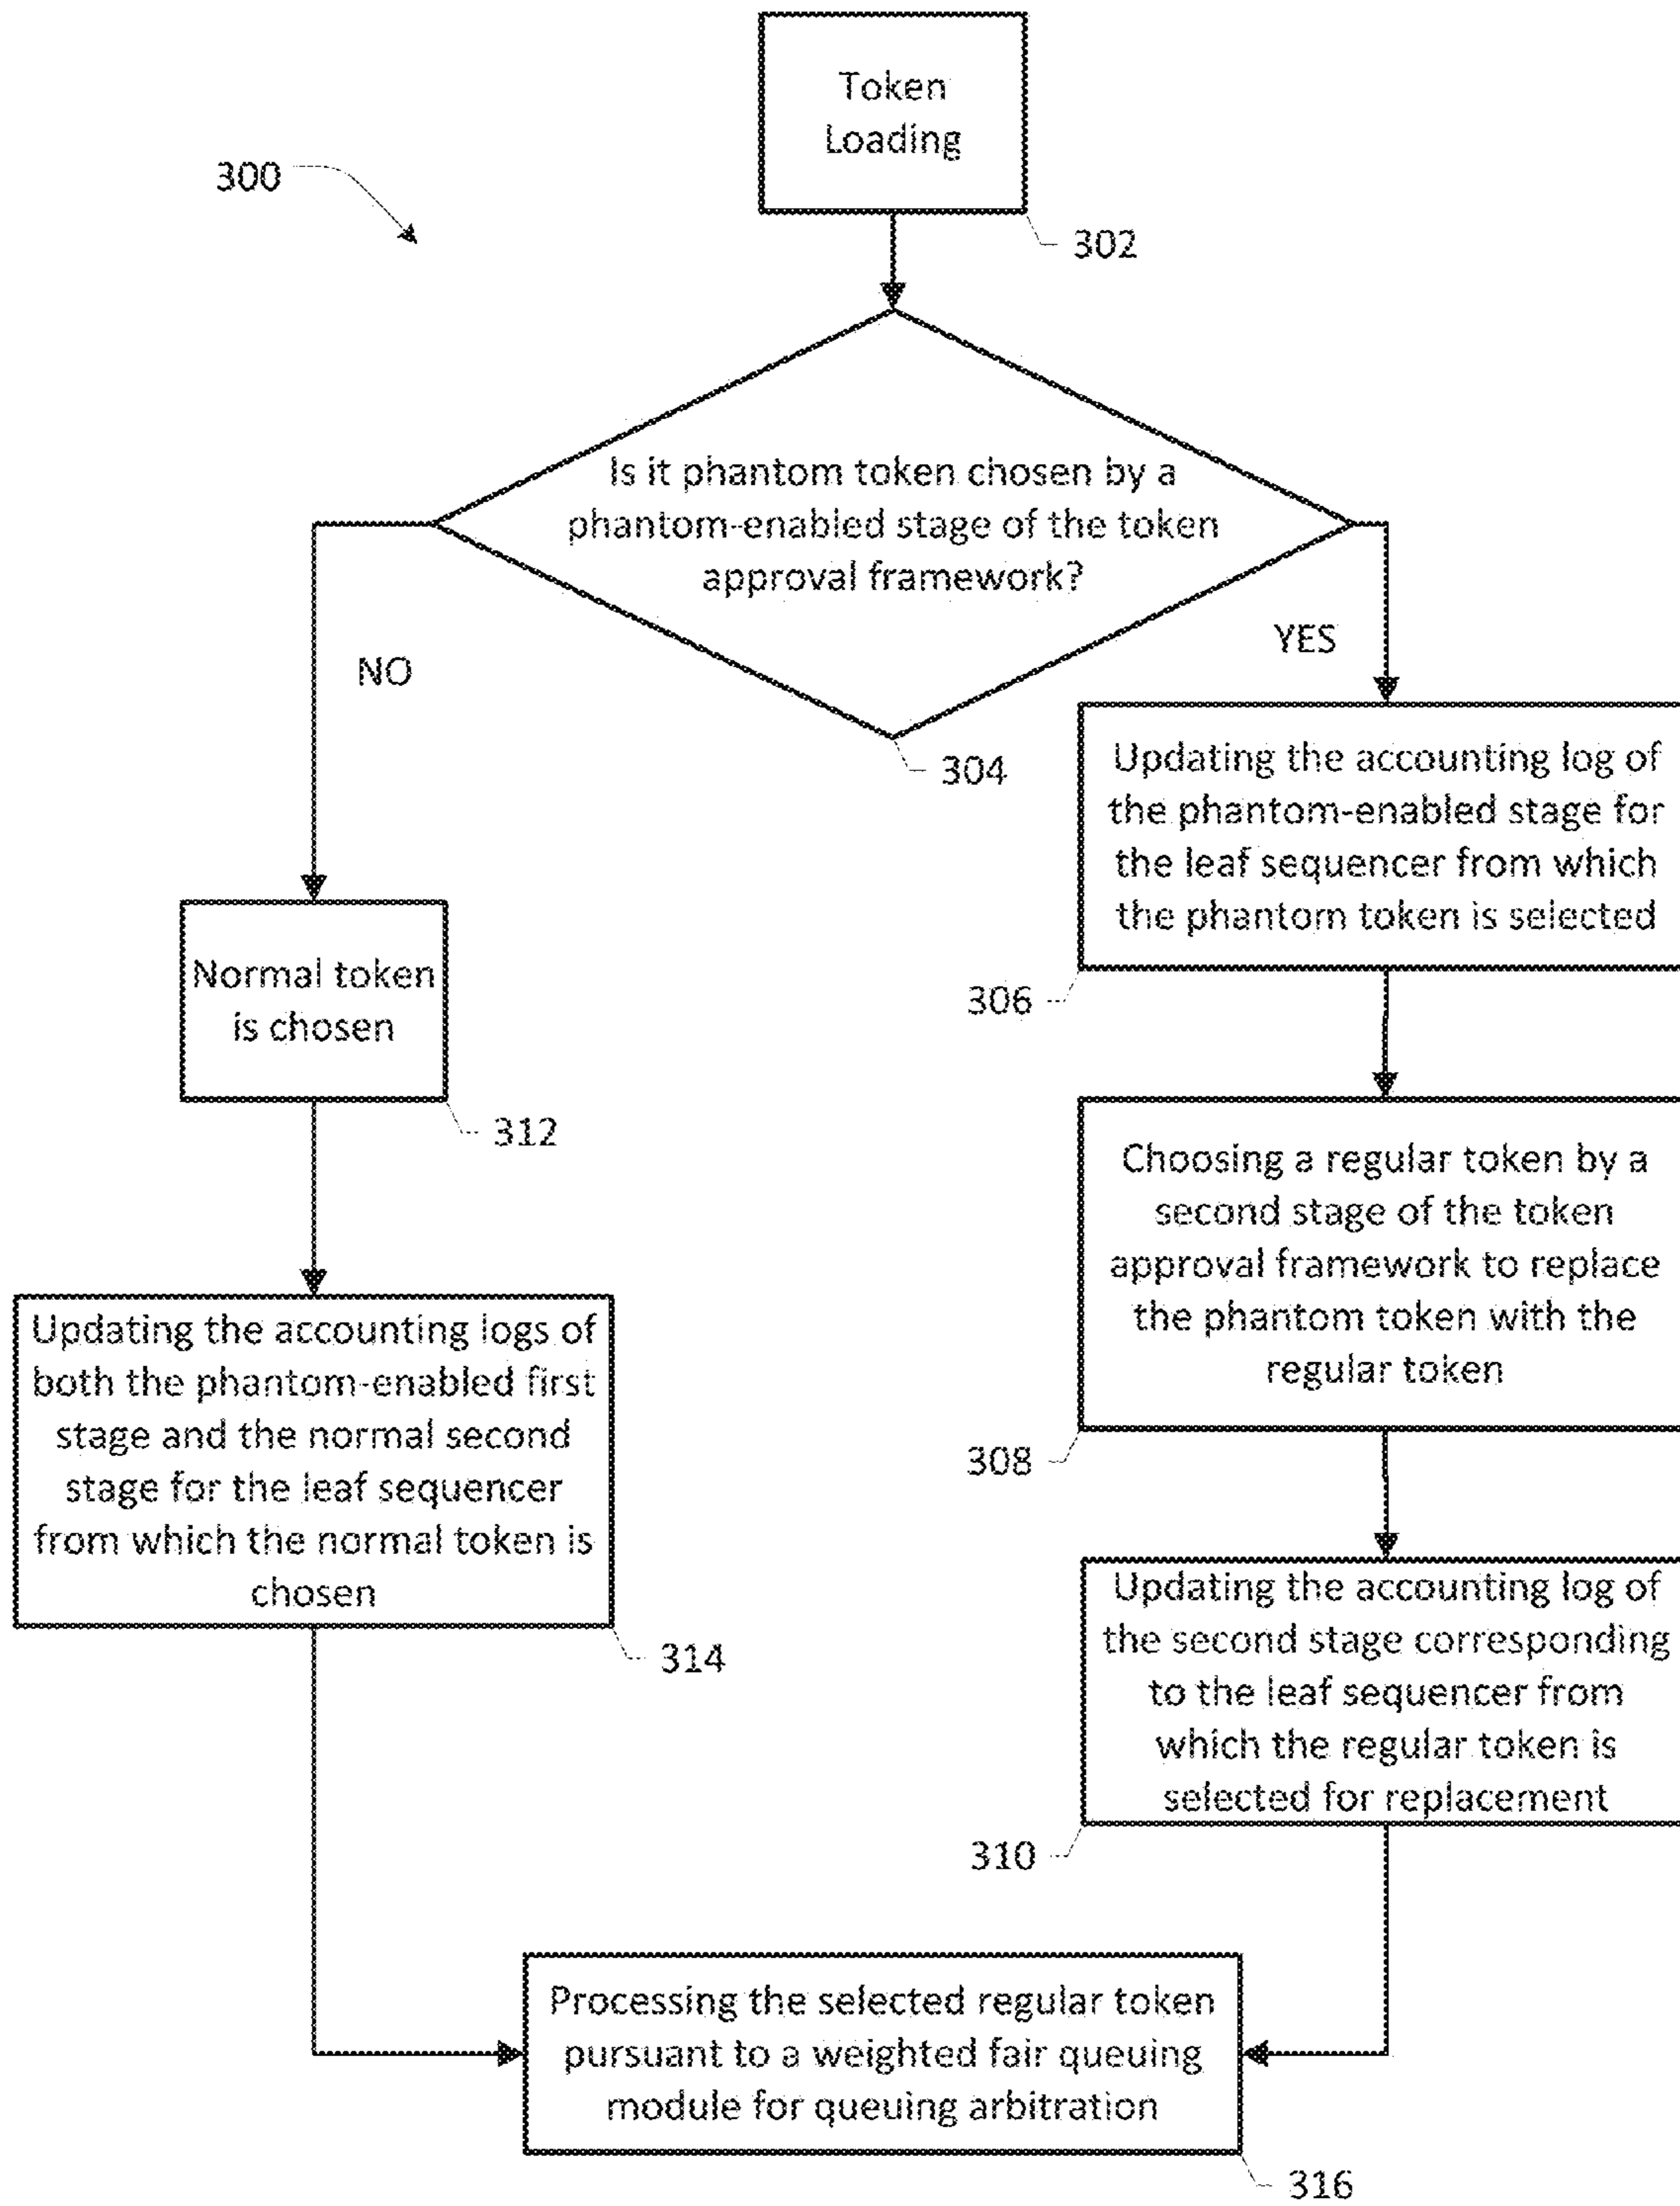 Token
Loading
300
302
Is it phantom token chosen by a
phantom-enabled stage of the token
approval framework?
NO
YES
304
Updating the accounting log of
the phantom-enabled stage for
the leaf sequencer from which
the phantom token is selected
306
Normal token
is chosen
312
Choosing a regular token by a
second stage of the token
approval framework to replace
the phantom token with the
regular token
308
Updating the accounting logs of
both the phantom-enabled first
stage and the normal second
stage for the leaf sequencer
from which the normal token is
chosen
314
Updating the accounting log of
the second stage corresponding
to the leaf sequencer from
which the regular token is
selected for replacement
310
Processing the selected regular token
pursuant to a weighted fair queuing
module for queuing arbitration
316